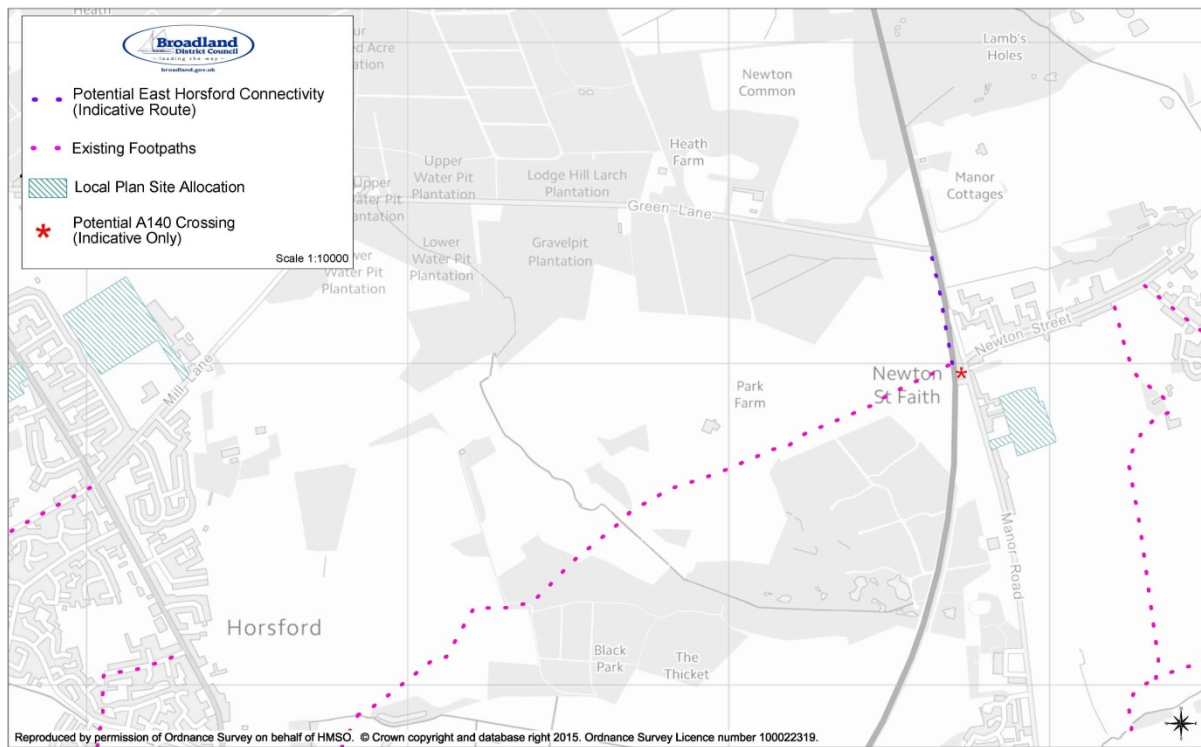 Broadland
District Council
- leading the way -
broadland.gov.uk
Potential East Horsford Connectivity
(Indicative Route)
Existing Footpaths
Local Plan Site Allocation
Potential A140 Crossing
(Indicative Only)
Scale 1:10000
Lamb's
Holes
Newton
Common
Heath
Farm
Upper
Water Pit
Plantation
Lodge Hill Larch
Plantation
Upper
Water Pit
Plantation
Manor
Cottages
Green Lane
Lower
Water Pit
Plantation
Gravelpit
Plantation
Water Pit
Plantation
Newton Street
Mill Lane
Newton
St Faith
Park
Farm
Manor Road
Horsford
Black
Park
The
Thicket
Reproduced by permission of Ordnance Survey on behalf of HMSO. © Crown copyright and database right 2015. Ordnance Survey Licence number 100022319.